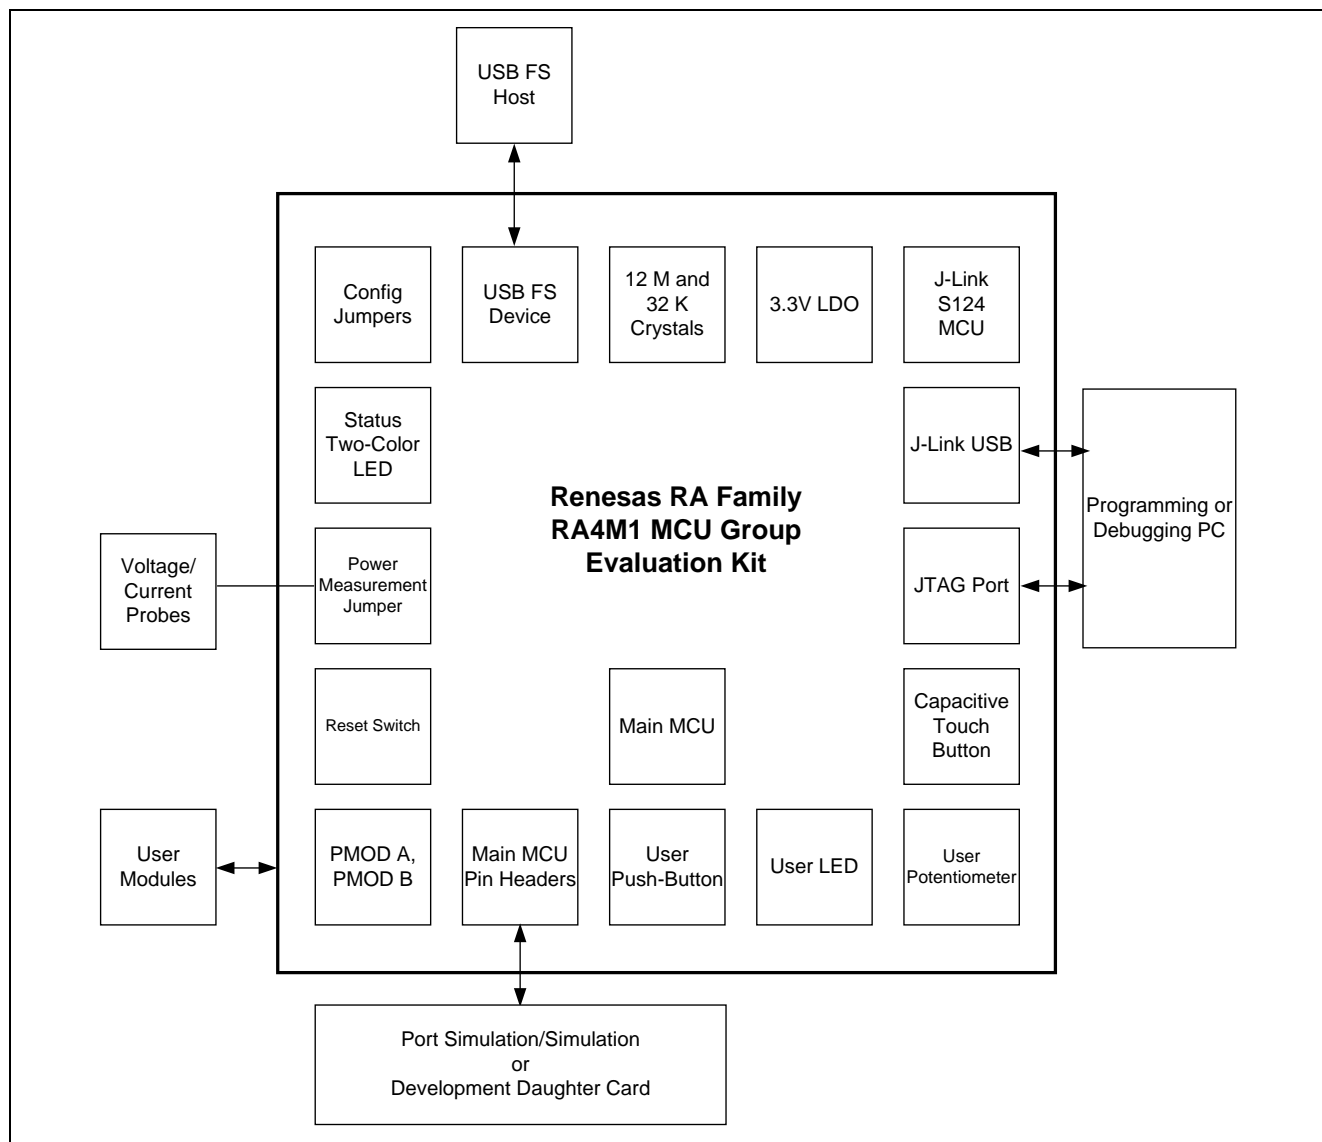 USB FS
Host
Config
Jumpers
USB FS
Device
12 M and
32 K
Crystals
3.3V LDO
J-Link
S124
MCU
Status
Two-Color
LED
J-Link USB
Renesas RA Family
RA4M1 MCU Group
Evaluation Kit
Programming or
Debugging PC
Voltage/
Current
Probes
Power
Measurement
Jumper
JTAG Port
Reset Switch
Main MCU
Capacitive
Touch
Button
User
Modules
PMOD A,
PMOD B
Main MCU
Pin Headers
User
Push-Button
User LED
User
Potentiometer
Port Simulation/Simulation
or
Development Daughter Card